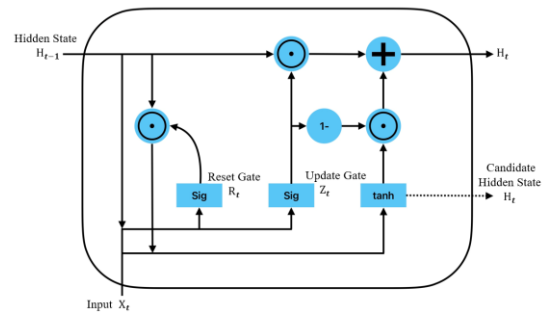 Hidden State
H𝑡−1
H𝑡
1-
Reset Gate
R𝑡
Update Gate
Z𝑡
Candidate
Hidden State
H𝑡
Sig
Sig
tanh
Input X𝑡